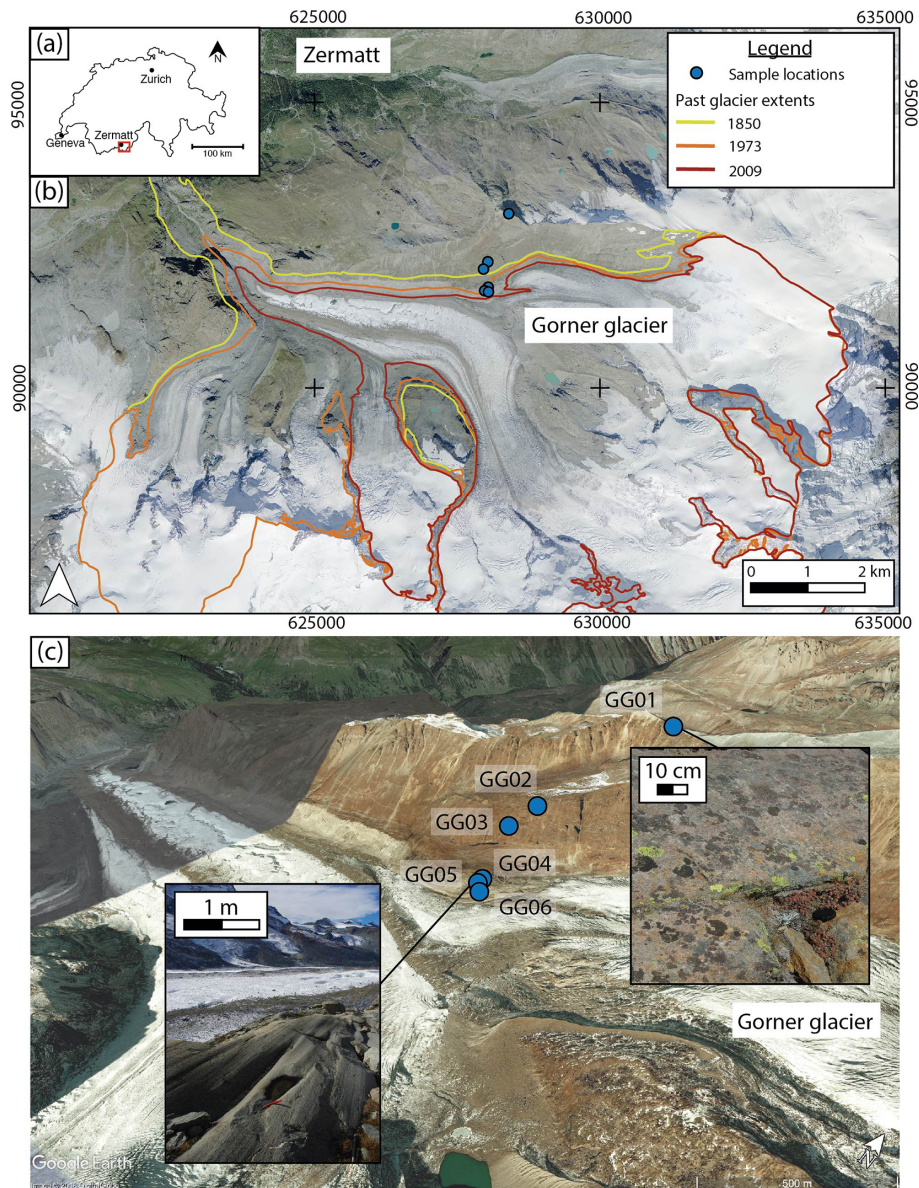 625000
630000
635000
(a)
N
Zurich
Geneva
Zermatt
100 km
Zermatt
Legend
Sample locations
Past glacier extents
1850
1973
2009
95000
95000
(b)
Gorner glacier
90000
90000
0 1 2 km
625000
630000
635000
(c)
GG01
10 cm
GG02
GG03
GG04
GG05
GG06
1 m
Gorner glacier
Google Earth
N
500 m